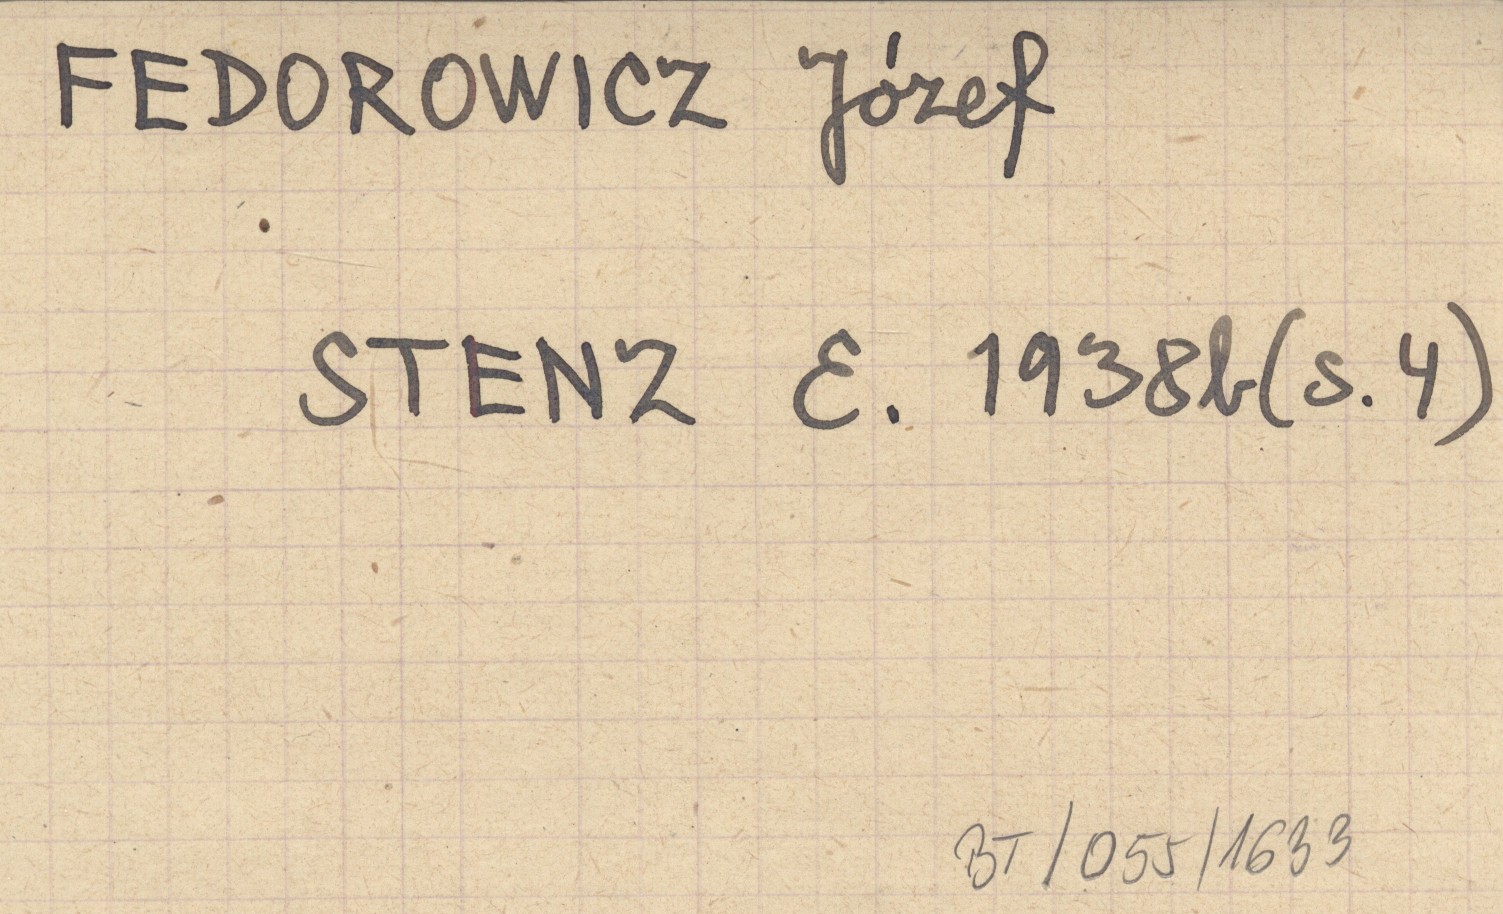 FEDOROWICZ Józef
STENZ E. 1938b (s. 4)
BT/055/1633